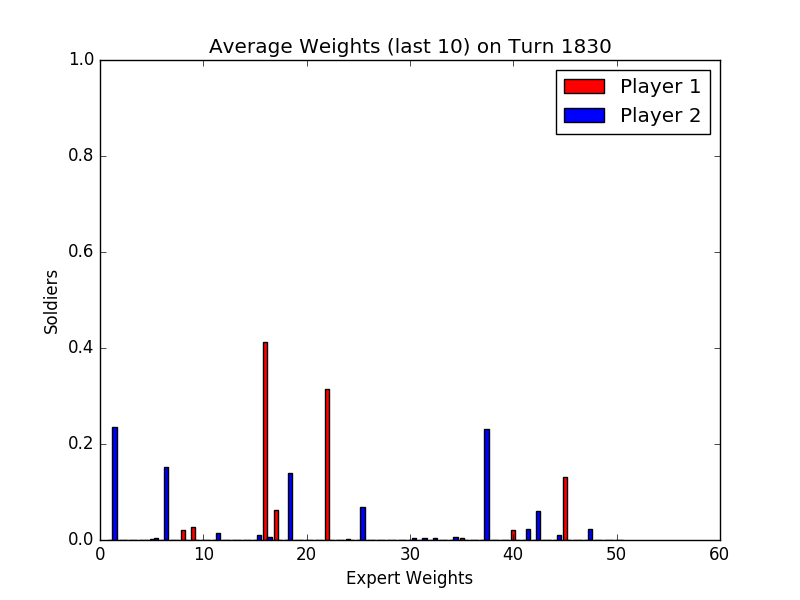 Average Weights (last 10) on Turn 1830
1.0
0.8
0.6
0.4
0.2
0.0
Soldiers
Player 1
Player 2
0 10 20 30 40 50 60
Expert Weights